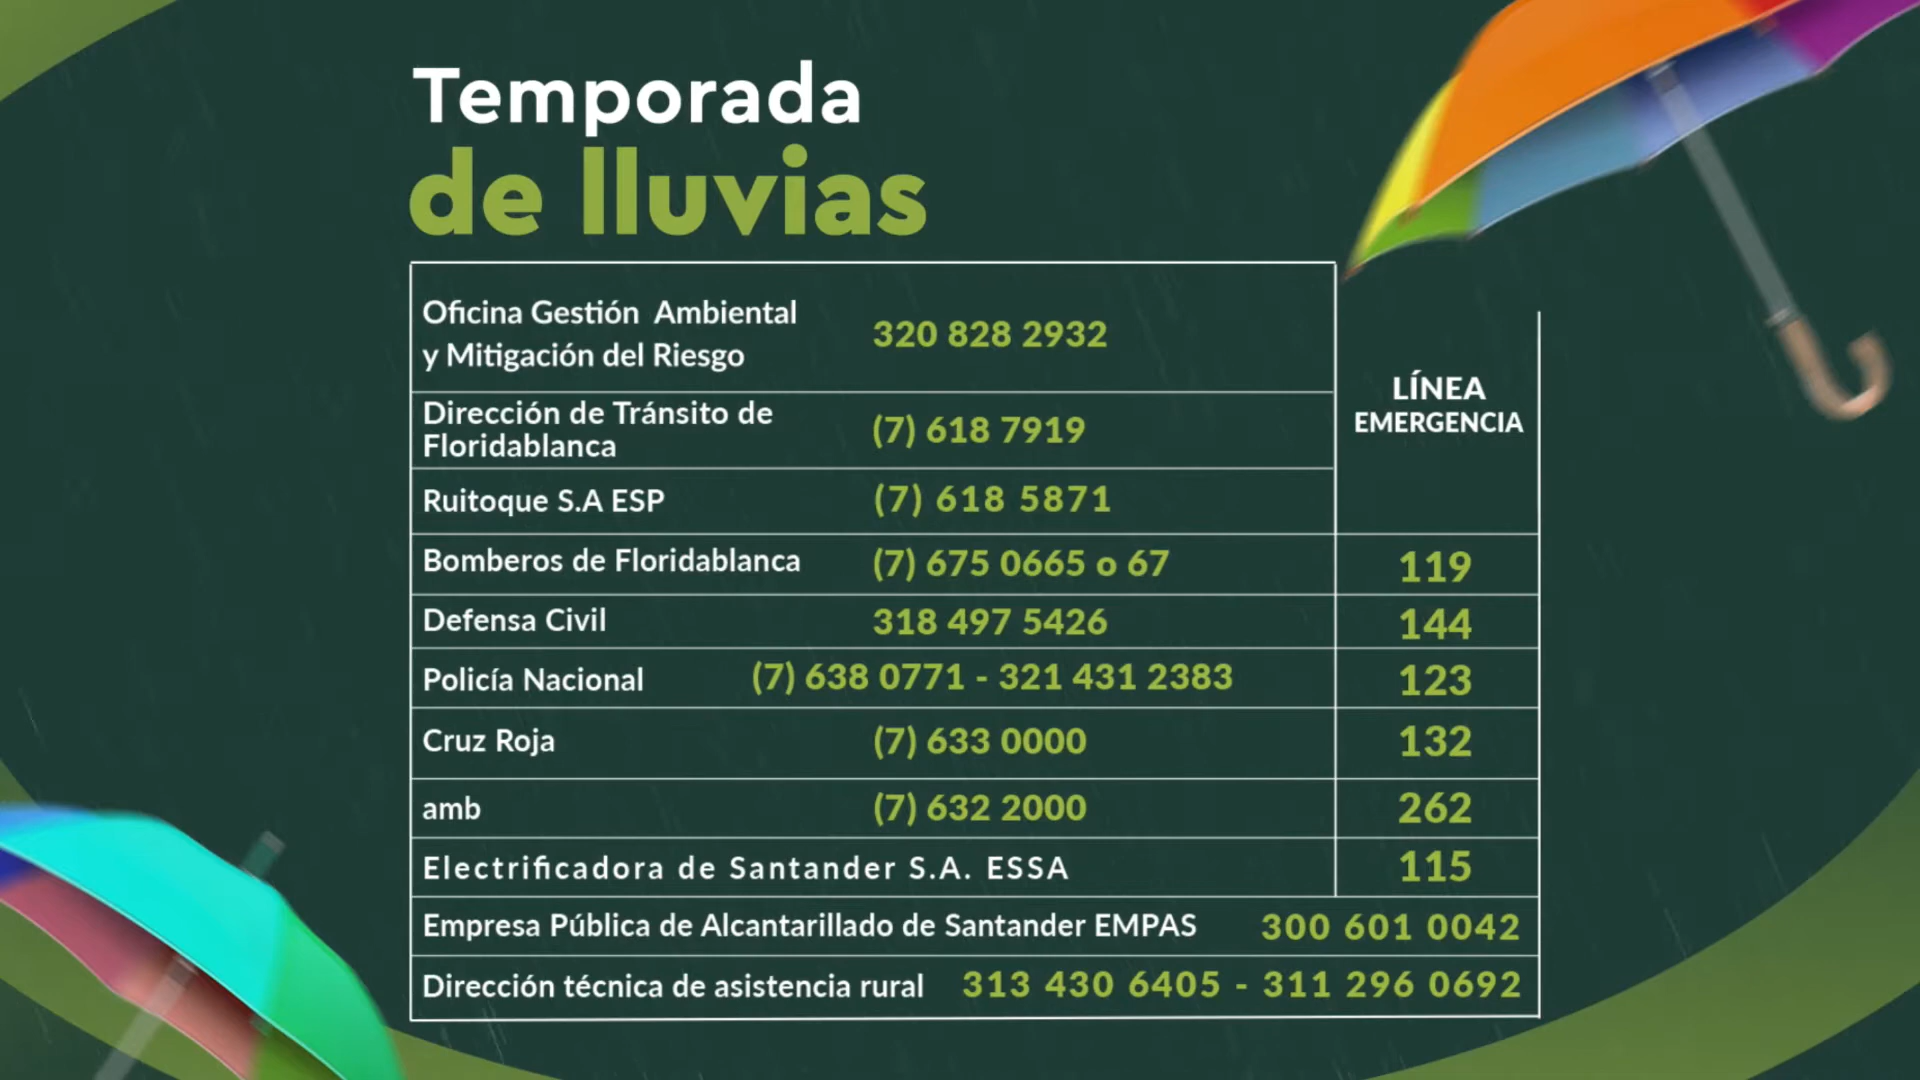 Temporada
de lluvias
Oficina Gestión Ambiental
y Mitigación del Riesgo
320 828 2932
Dirección de Tránsito de
Floridablanca
(7) 618 7919
LÍNEA
EMERGENCIA
Ruitoque S.A ESP (7) 618 5871
Bomberos de Floridablanca (7) 675 0665 o 67 119
Defensa Civil 318 497 5426 144
Policía Nacional (7) 638 0771 - 321 431 2383 123
Cruz Roja (7) 633 0000 132
amb (7) 632 2000 262
Electrificadora de Santander S.A. ESSA 115
Empresa Pública de Alcantarillado de Santander EMPAS 300 601 0042
Dirección técnica de asistencia rural 313 430 6405 - 311 296 0692